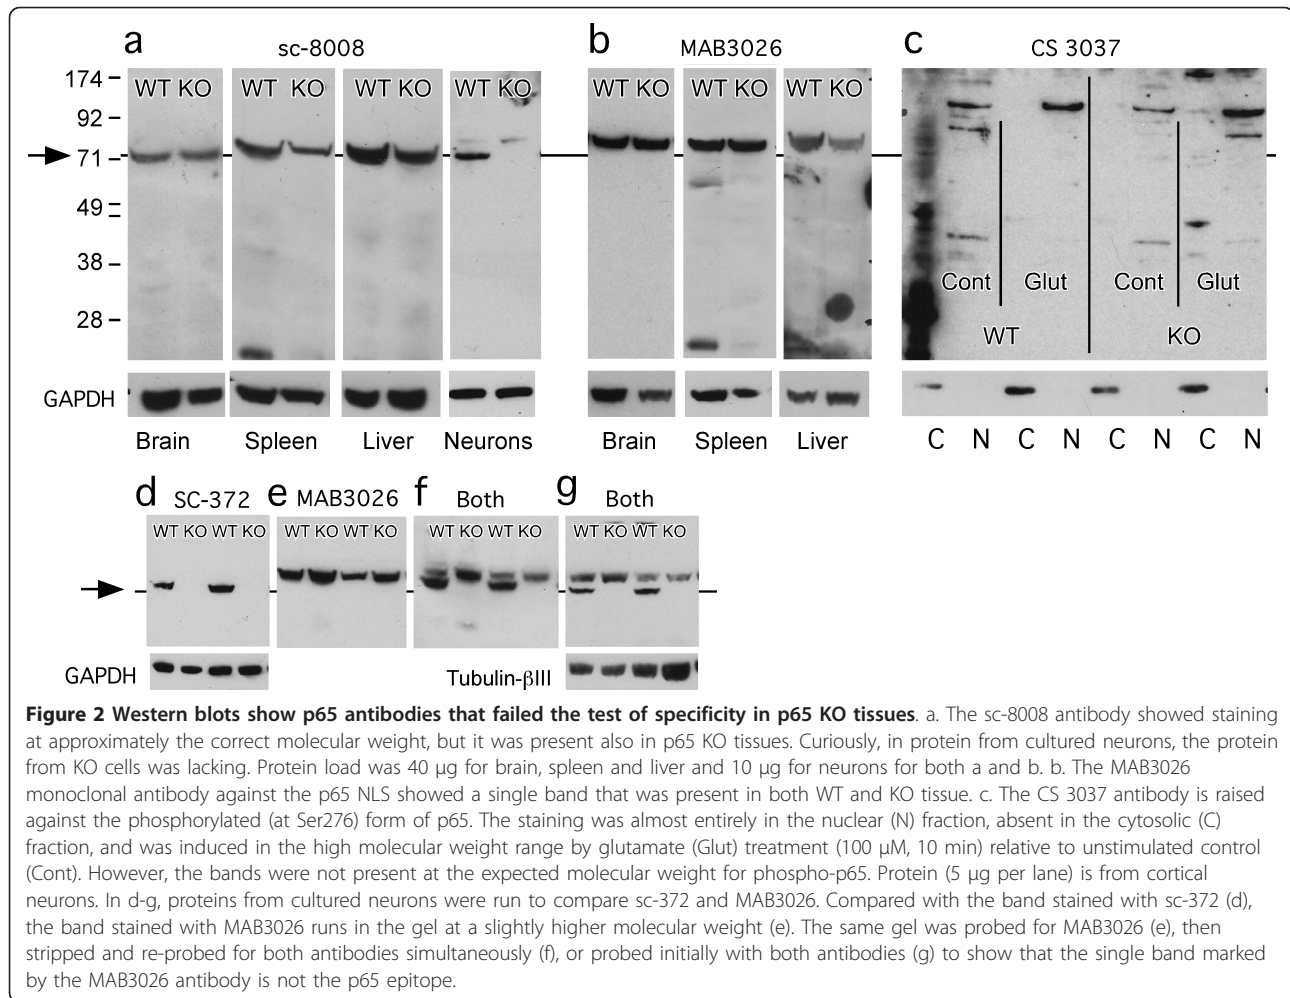 a sc-8008 b MAB3026 c CS 3037
WT KO WT KO WT KO WT KO WT KO WT KO WT KO
174
92
71
49
38
28
Cont Glut Cont Glut
WT KO
GAPDH
Brain Spleen Liver Neurons Brain Spleen Liver C N C N C N C N
d SC-372 e MAB3026 f Both g Both
WT KO WT KO WT KO WT KO WT KO WT KO WT KO WT KO
GAPDH Tubulin-βIII
Figure 2 Western blots show p65 antibodies that failed the test of specificity in p65 KO tissues. a. The sc-8008 antibody showed staining
at approximately the correct molecular weight, but it was present also in p65 KO tissues. Curiously, in protein from cultured neurons, the protein
from KO cells was lacking. Protein load was 40 μg for brain, spleen and liver and 10 μg for neurons for both a and b. b. The MAB3026
monoclonal antibody against the p65 NLS showed a single band that was present in both WT and KO tissue. c. The CS 3037 antibody is raised
against the phosphorylated (at Ser276) form of p65. The staining was almost entirely in the nuclear (N) fraction, absent in the cytosolic (C)
fraction, and was induced in the high molecular weight range by glutamate (Glut) treatment (100 μM, 10 min) relative to unstimulated control
(Cont). However, the bands were not present at the expected molecular weight for phospho-p65. Protein (5 μg per lane) is from cortical
neurons. In d-g, proteins from cultured neurons were run to compare sc-372 and MAB3026. Compared with the band stained with sc-372 (d),
the band stained with MAB3026 runs in the gel at a slightly higher molecular weight (e). The same gel was probed for MAB3026 (e), then
stripped and re-probed for both antibodies simultaneously (f), or probed initially with both antibodies (g) to show that the single band marked
by the MAB3026 antibody is not the p65 epitope.